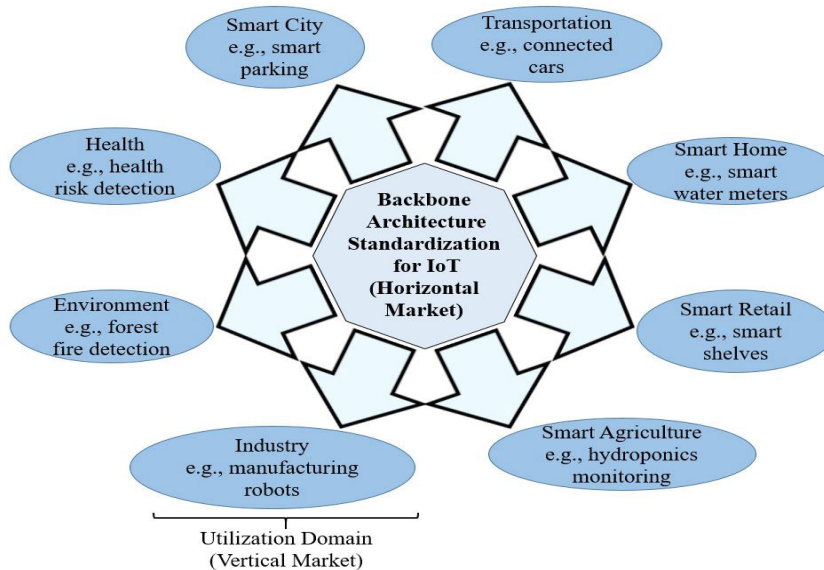 Smart City
e.g., smart
parking
Transportation
e.g., connected
cars
Health
e.g., health
risk detection
Smart Home
e.g., smart
water meters
Backbone
Architecture
Standardization
for IoT
(Horizontal
Market)
Environment
e.g., forest
fire detection
Smart Retail
e.g., smart
shelves
Industry
e.g., manufacturing
robots
Smart Agriculture
e.g., hydroponics
monitoring
Utilization Domain
(Vertical Market)